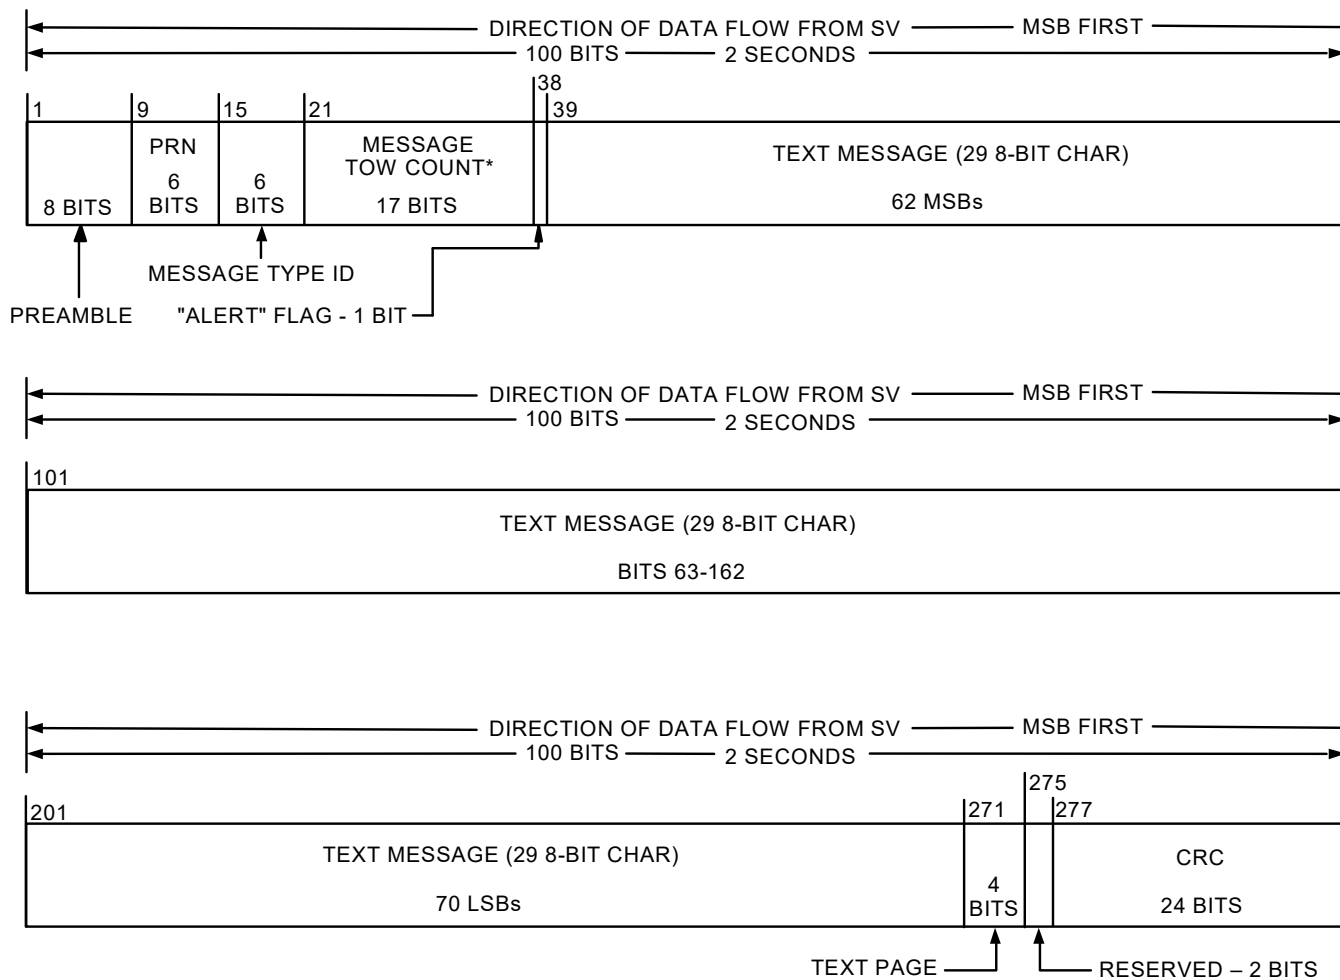 DIRECTION OF DATA FLOW FROM SV MSB FIRST
100 BITS 2 SECONDS
38
1 9 15 21 39
PRN
6
BITS
MESSAGE
TOW COUNT*
17 BITS
TEXT MESSAGE (29 8-BIT CHAR)
62 MSBs
8 BITS
6
BITS
MESSAGE TYPE ID
PREAMBLE "ALERT" FLAG - 1 BIT
DIRECTION OF DATA FLOW FROM SV MSB FIRST
100 BITS 2 SECONDS
101
TEXT MESSAGE (29 8-BIT CHAR)
BITS 63-162
DIRECTION OF DATA FLOW FROM SV MSB FIRST
100 BITS 2 SECONDS
275
201 271 277
TEXT MESSAGE (29 8-BIT CHAR)
70 LSBs
4
BITS
CRC
24 BITS
TEXT PAGE RESERVED – 2 BITS